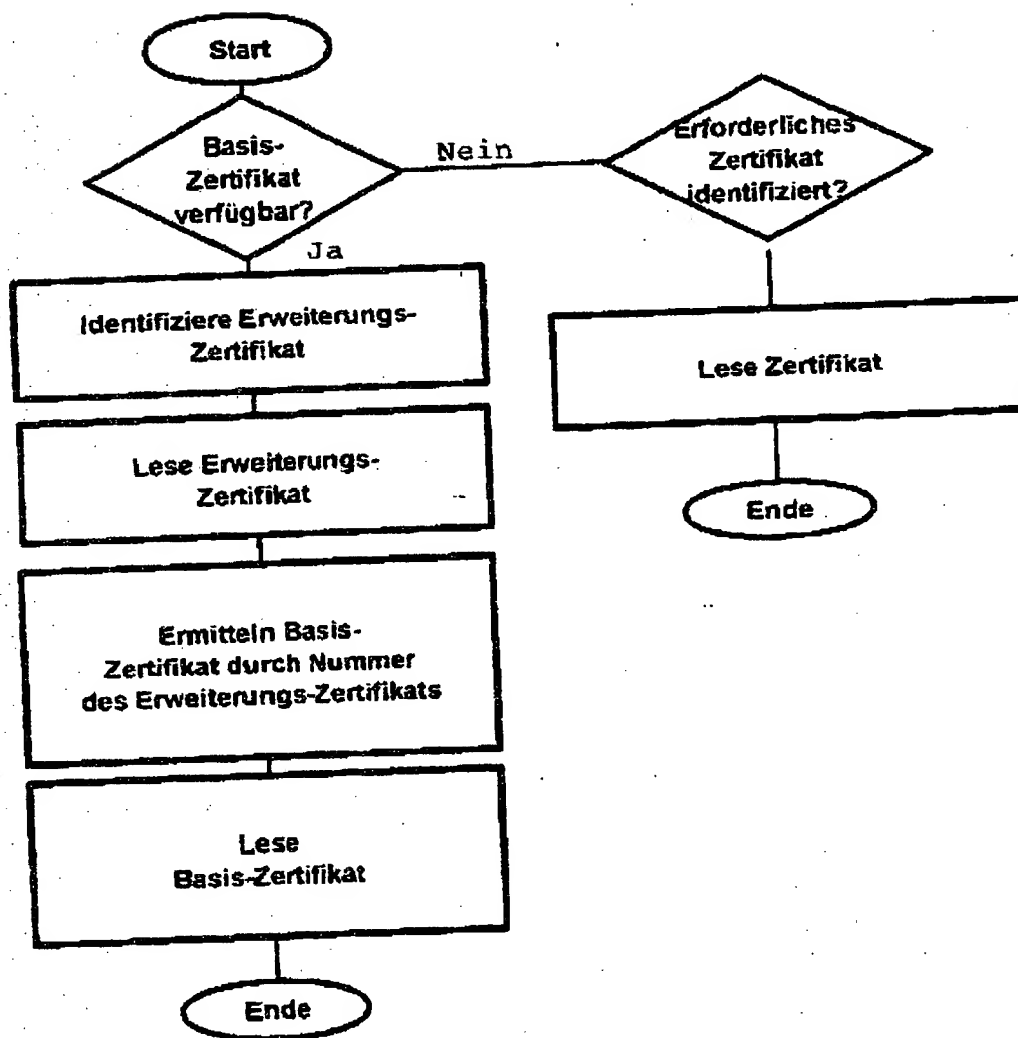 Start
Basis-
Zertifikat
verfügbar?
Nein
Erforderliches
Zertifikat
identifiziert?
Ja
Identifiziere Erweiterungs-
Zertifikat
Lese Erweiterungs-
Zertifikat
Ermitteln Basis-
Zertifikat durch Nummer
des Erweiterungs-Zertifikats
Lese
Basis-Zertifikat
Ende
Lese Zertifikat
Ende